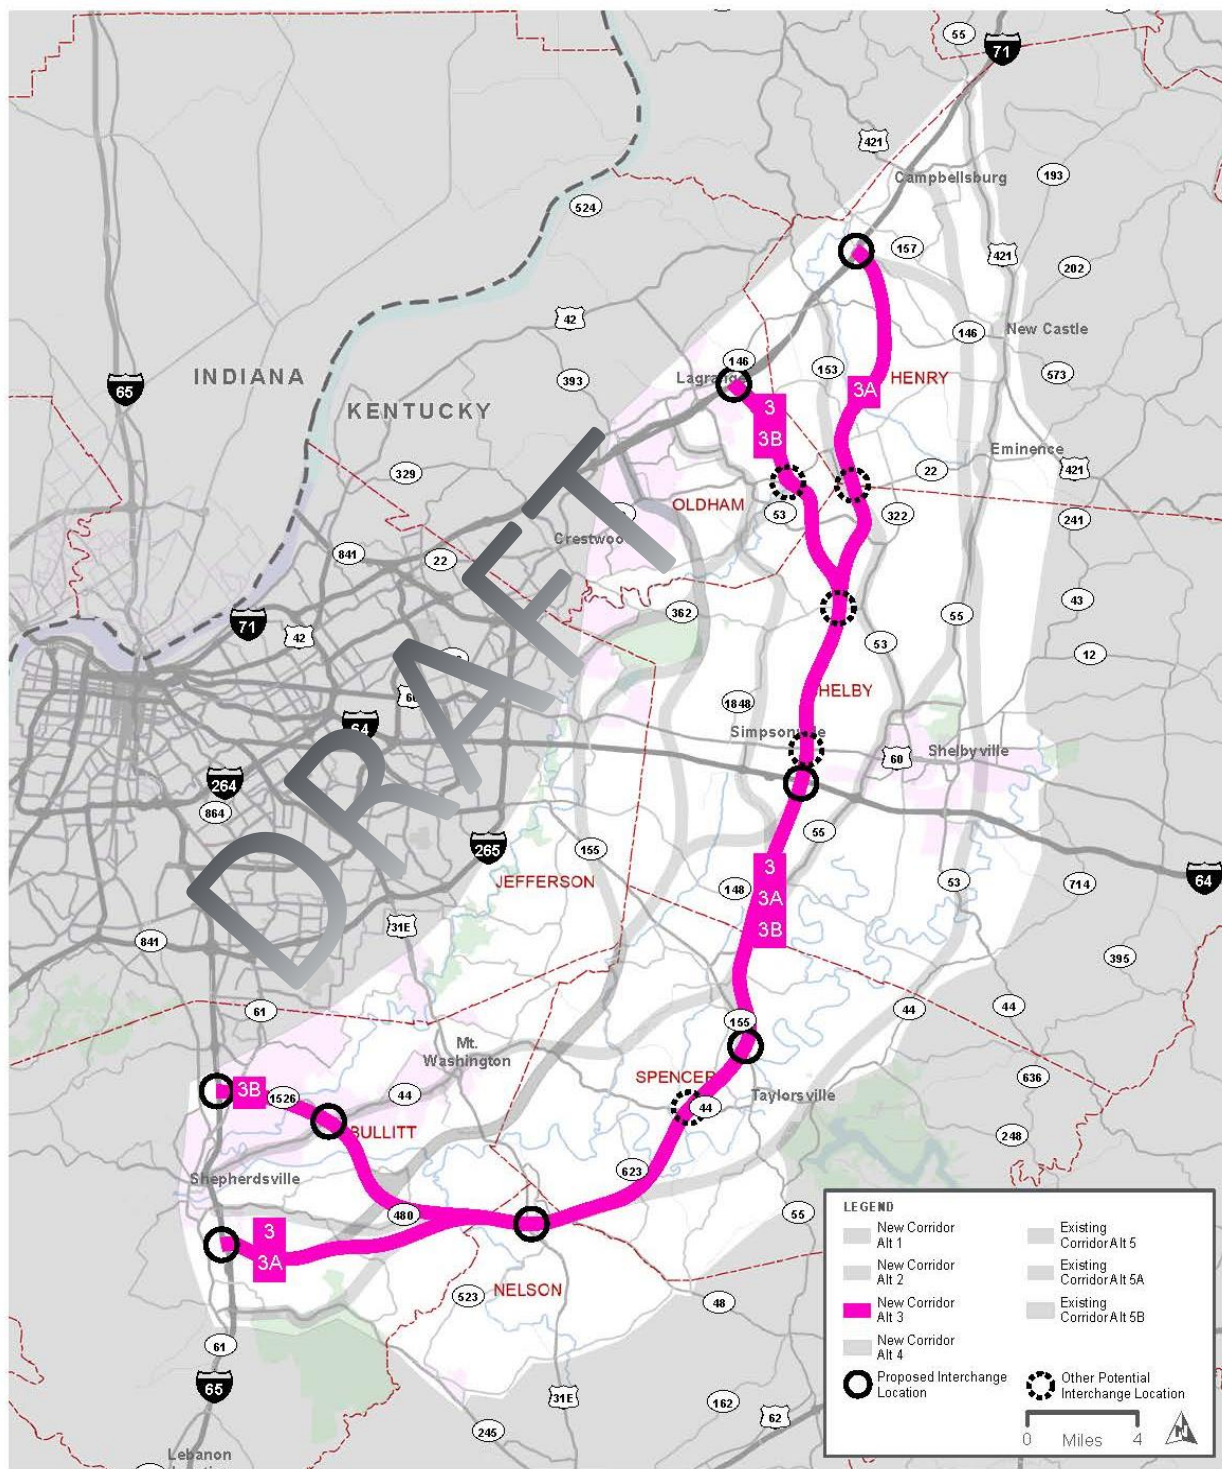 55
71
421
Campbellsburg
193
524
157
421
202
42
146
New Castle
146
INDIANA
65
393
Lagrange
153
3A
HENRY
573
KENTUCKY
3
3B
Eminence
329
22
421
OLDHAM
53
322
241
841
22
Crestwoo
71
42
362
55
43
53
12
HELBY
1848
64
Simpson
60
Shelbyville
264
864
55
265
155
JEFFERSON
148
3
3A
3B
53
714
64
31E
841
395
61
155
44
44
Mt.
Washington
SPENCER
636
3B
1526
44
44
Taylorsville
BULLITT
248
Shepherdsville
623
480
55
3
3A
NELSON
523
48
61
65
31E
162
62
245
Lebanon
DRAFT
LEGEND
New Corridor
Alt 1
New Corridor
Alt 2
New Corridor
Alt 3
New Corridor
Alt 4
Existing
Corridor Alt 5
Existing
Corridor Alt 5A
Existing
Corridor Alt 5B
Proposed Interchange
Location
Other Potential
Interchange Location
0 Miles 4
N